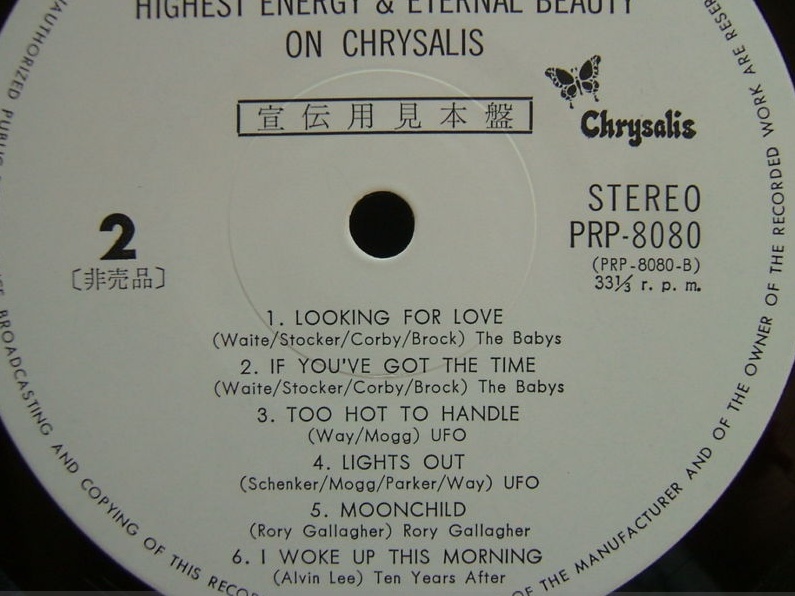 HIGHEST ENERGY & ETERNAL BEAUTY
ON CHRYSALIS
宣伝用見本盤
Chrysalis
2
〔非売品〕
STEREO
PRP-8080
(PRP-8080-B)
33⅓ r. p. m.
1. LOOKING FOR LOVE
(Waite/Stocker/Corby/Brock) The Babys
2. IF YOU'VE GOT THE TIME
(Waite/Stocker/Corby/Brock) The Babys
3. TOO HOT TO HANDLE
(Way/Mogg) UFO
4. LIGHTS OUT
(Schenker/Mogg/Parker/Way) UFO
5. MOONCHILD
(Rory Gallagher) Rory Gallagher
6. I WOKE UP THIS MORNING
(Alvin Lee) Ten Years After
OF THE MANUFACTURER AND OF THE OWNER OF THE RECORDED WORK ARE RESER
AUTHORIZED PUBLI
BROADCASTING AND COPYING OF THIS RECO